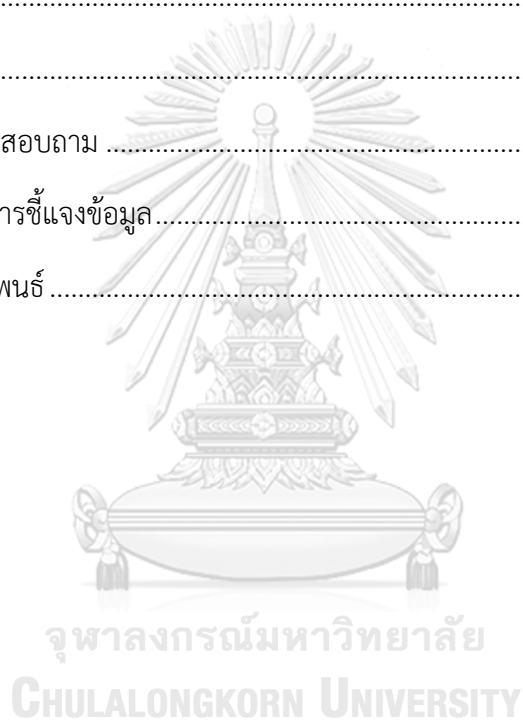 ................................................................
................................................................
สอบถาม ................................................................
ารชี้แจงข้อมูล................................................................
พนธ์ ................................................................
จุฬาลงกรณ์มหาวิทยาลัย
CHULALONGKORN UNIVERSITY